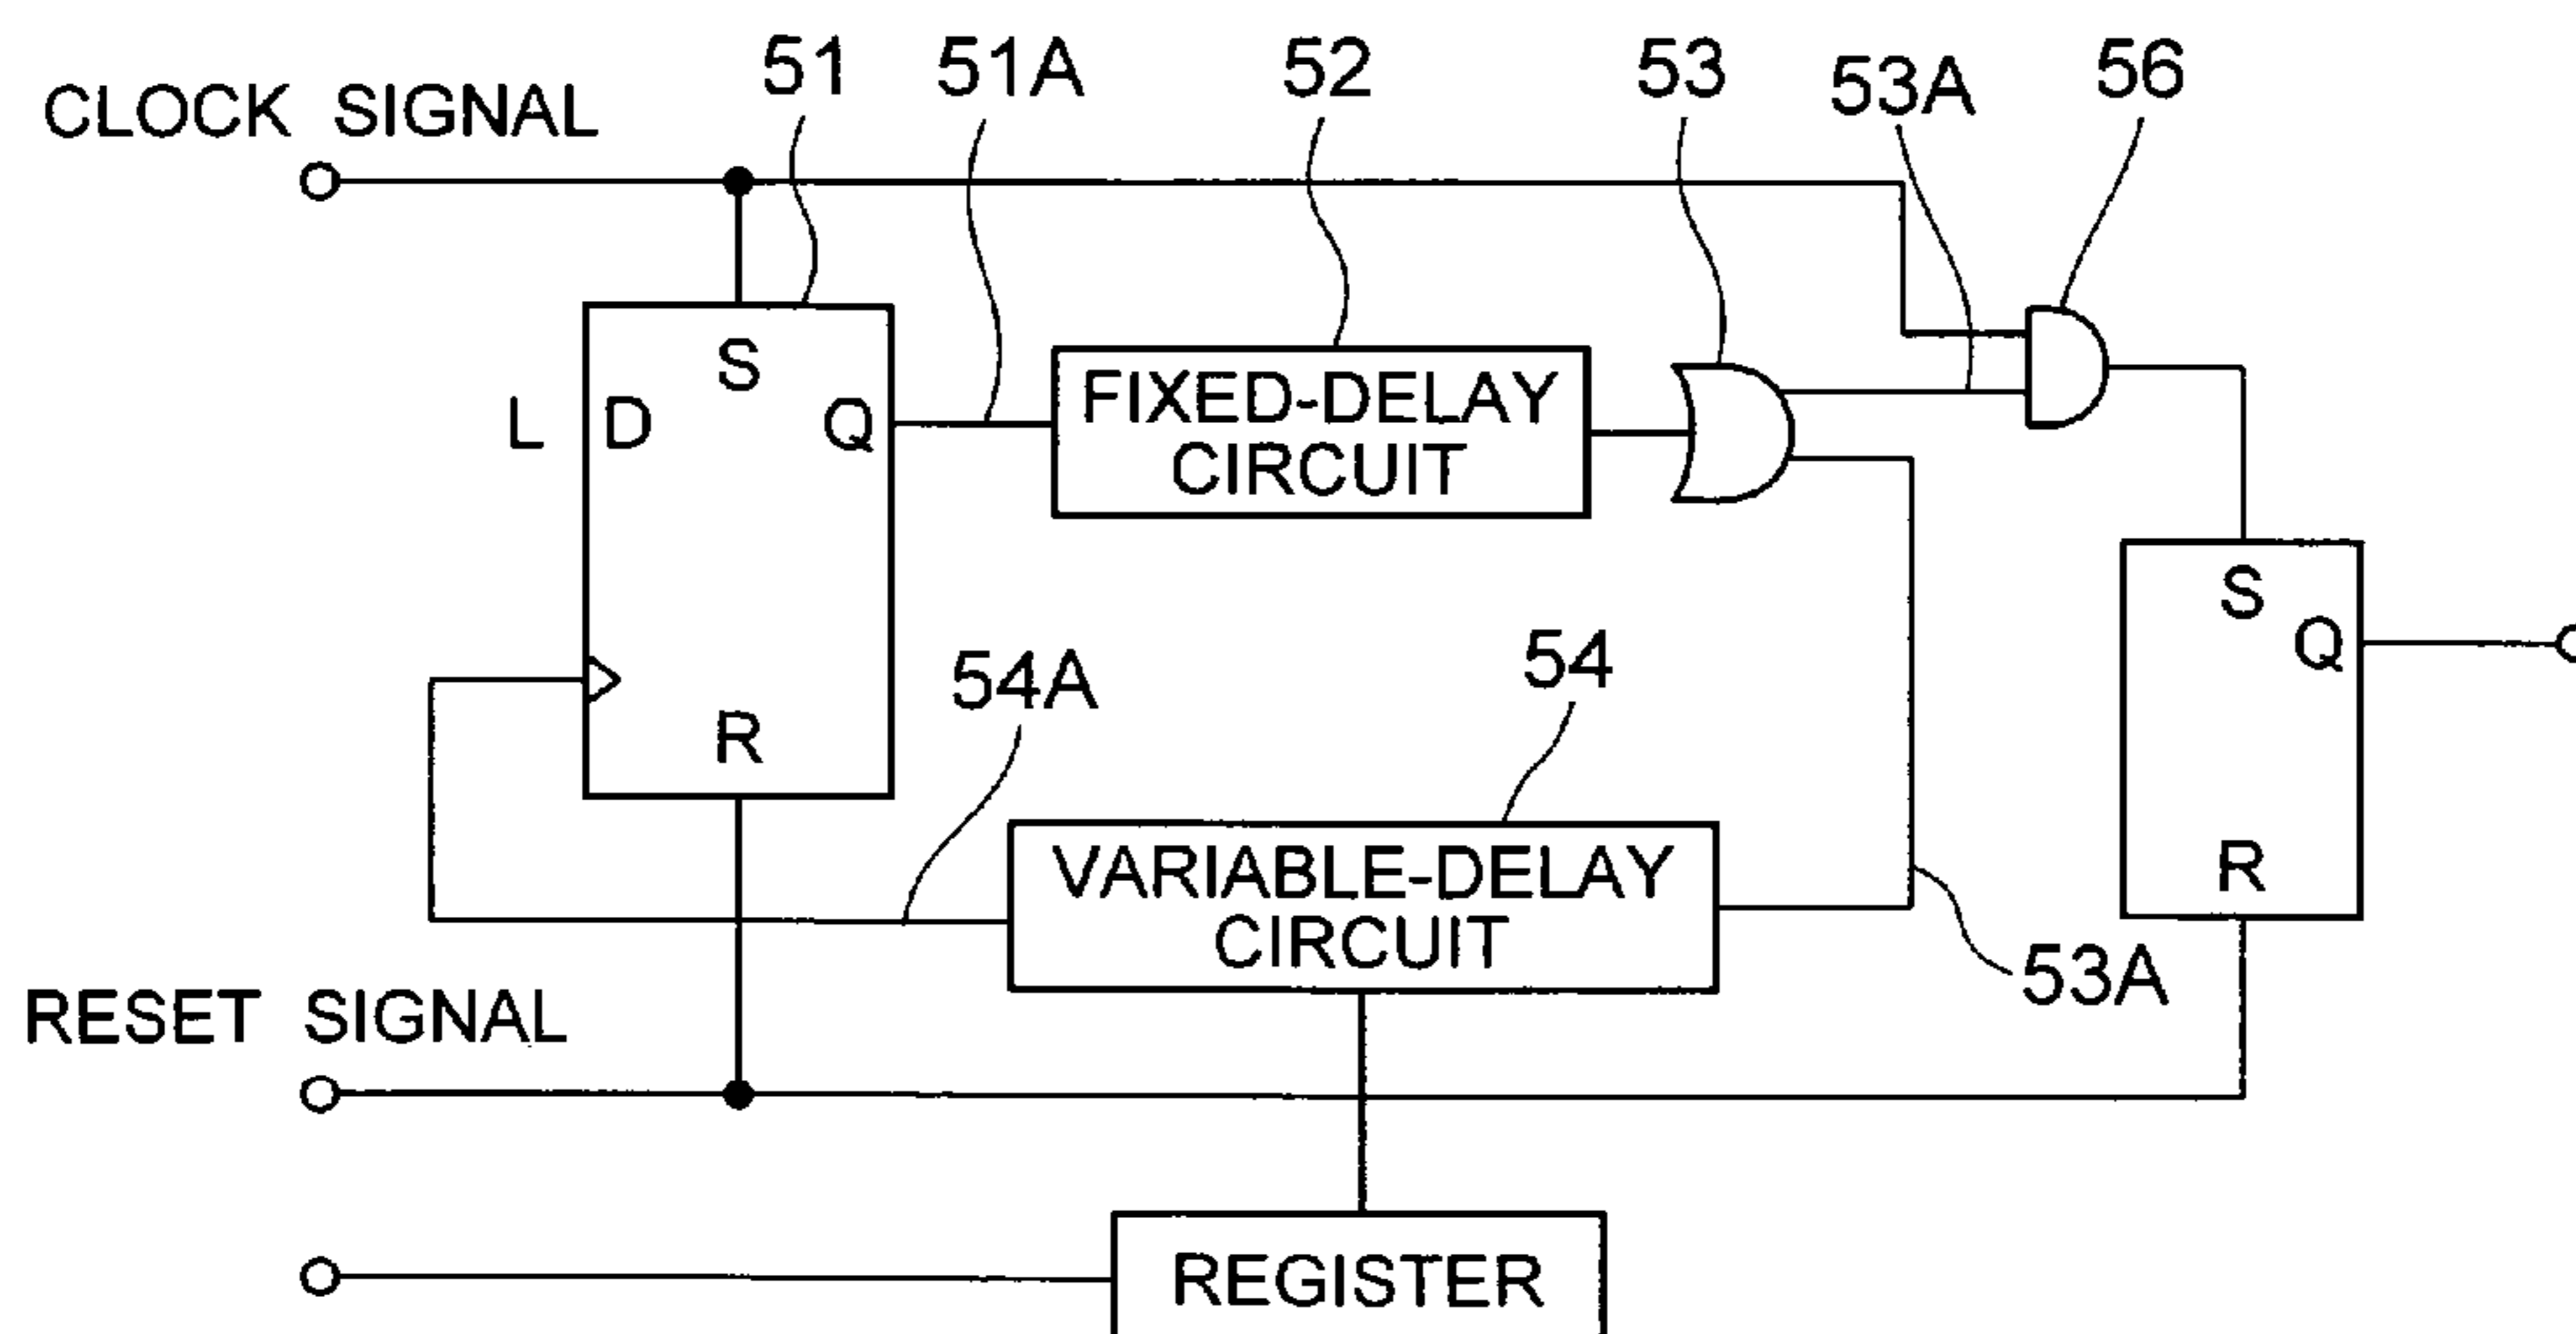 51 51A 52 53 53A 56
CLOCK SIGNAL
S
L D Q
FIXED-DELAY
CIRCUIT
S
Q
54A 54
R
VARIABLE-DELAY
CIRCUIT
R
53A
RESET SIGNAL
REGISTER